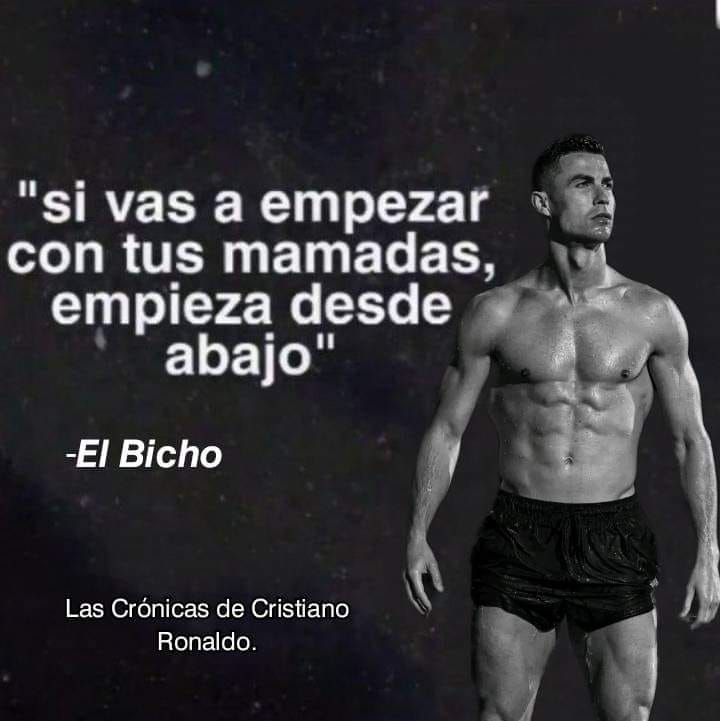 "si vas a empezar
con tus mamadas,
empieza desde
abajo"
-El Bicho
Las Crónicas de Cristiano
Ronaldo.